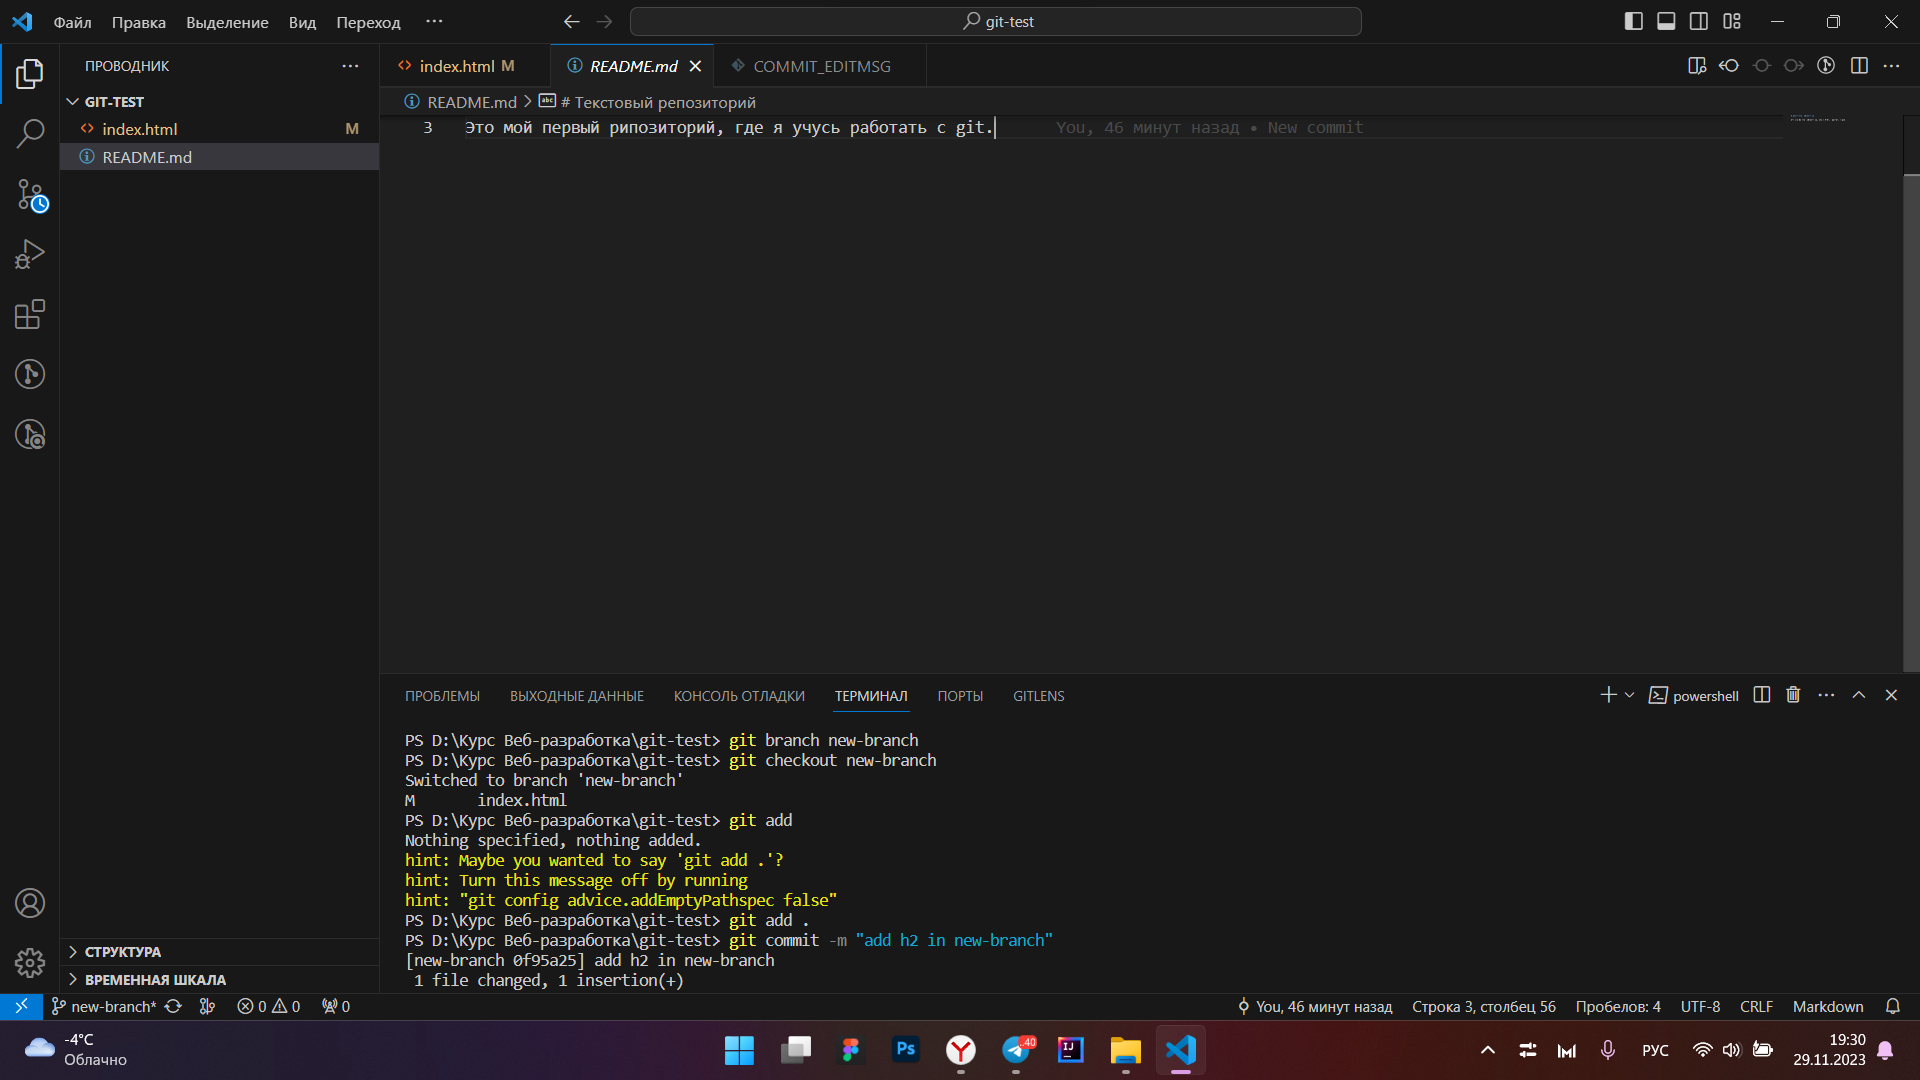 Файл Правка Выделение Вид Переход ··· git-test
ПРОВОДНИК ···
GIT-TEST
index.html M
README.md
index.html M README.md COMMIT_EDITMSG
README.md > # Текстовый репозиторий
3 Это мой первый рипозиторий, где я учусь работать с git. You, 46 минут назад • New commit
ПРОБЛЕМЫ ВЫХОДНЫЕ ДАННЫЕ КОНСОЛЬ ОТЛАДКИ ТЕРМИНАЛ ПОРТЫ GITLENS powershell
PS D:\Курс Веб-разработка\git-test> git branch new-branch
PS D:\Курс Веб-разработка\git-test> git checkout new-branch
Switched to branch 'new-branch'
M index.html
PS D:\Курс Веб-разработка\git-test> git add
Nothing specified, nothing added.
hint: Maybe you wanted to say 'git add .'?
hint: Turn this message off by running
hint: "git config advice.addEmptyPathspec false"
PS D:\Курс Веб-разработка\git-test> git add .
PS D:\Курс Веб-разработка\git-test> git commit -m "add h2 in new-branch"
[new-branch 0f95a25] add h2 in new-branch
1 file changed, 1 insertion(+)
СТРУКТУРА
ВРЕМЕННАЯ ШКАЛА
new-branch* 0 0 0 You, 46 минут назад Строка 3, столбец 56 Пробелов: 4 UTF-8 CRLF Markdown
-4°C
Облачно
Ps
40
IJ
РУС
19:30
29.11.2023